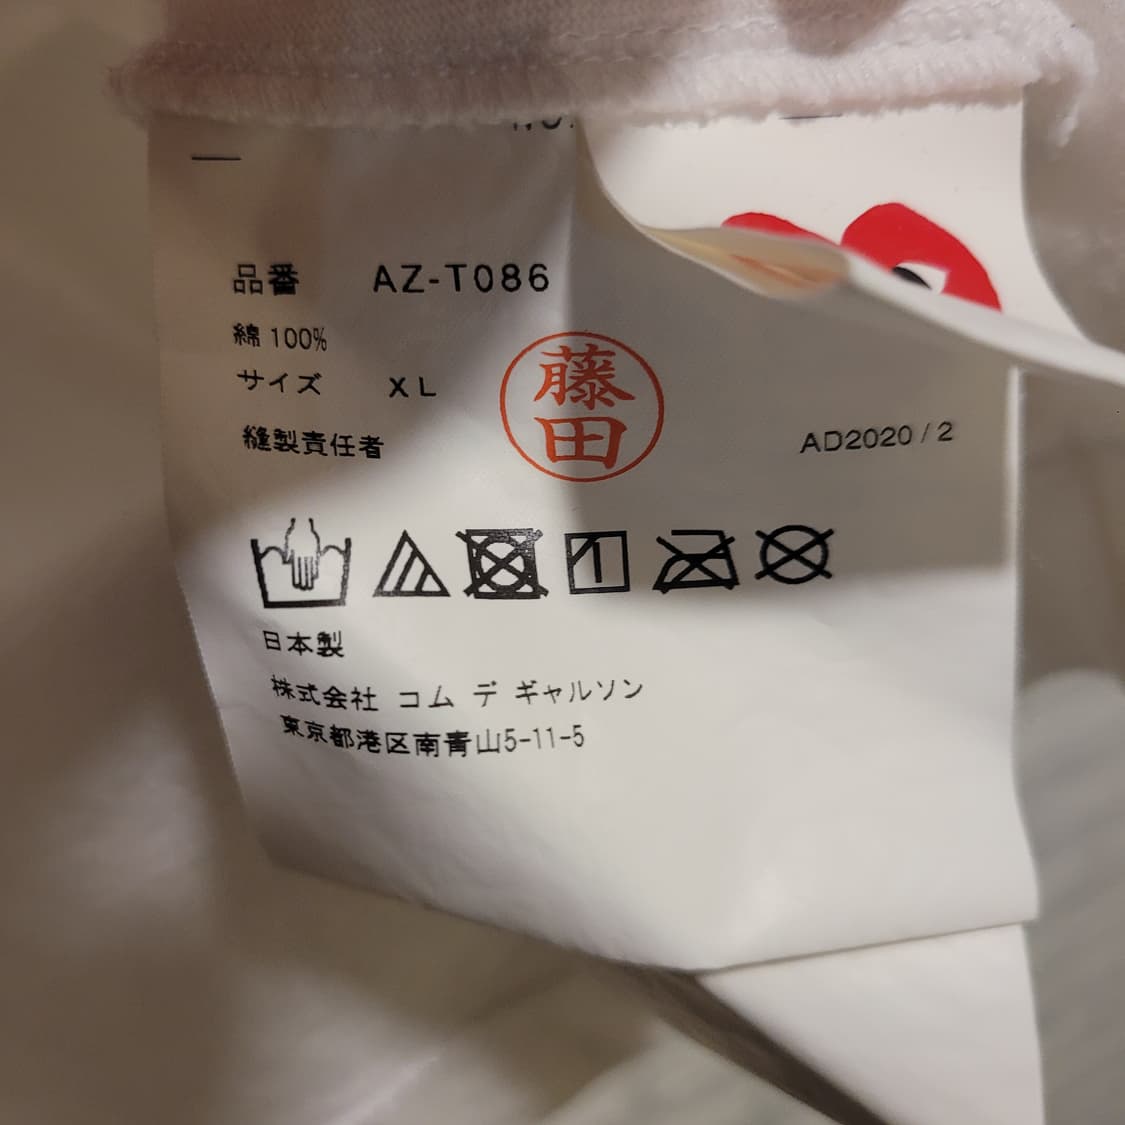 品番 AZ-T086
綿 100%
サイズ XL
藤田
縫製責任者
AD2020 / 2
日本製
株式会社 コム デ ギャルソン
東京都港区南青山5-11-5